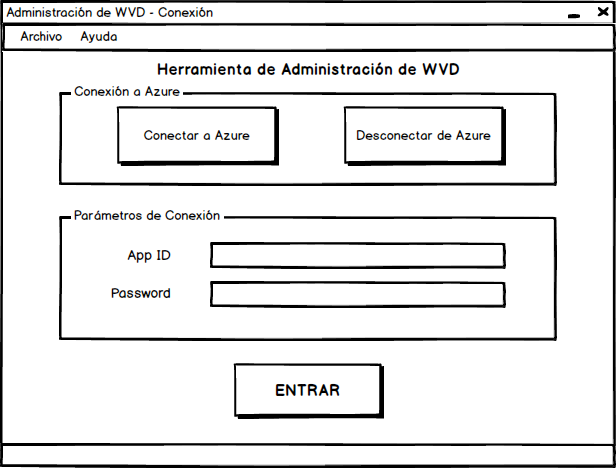 Administración de WVD - Conexión
Archivo Ayuda
Herramienta de Administración de WVD
Conexión a Azure
Conectar a Azure Desconectar de Azure
Parámetros de Conexión
App ID
Password
ENTRAR